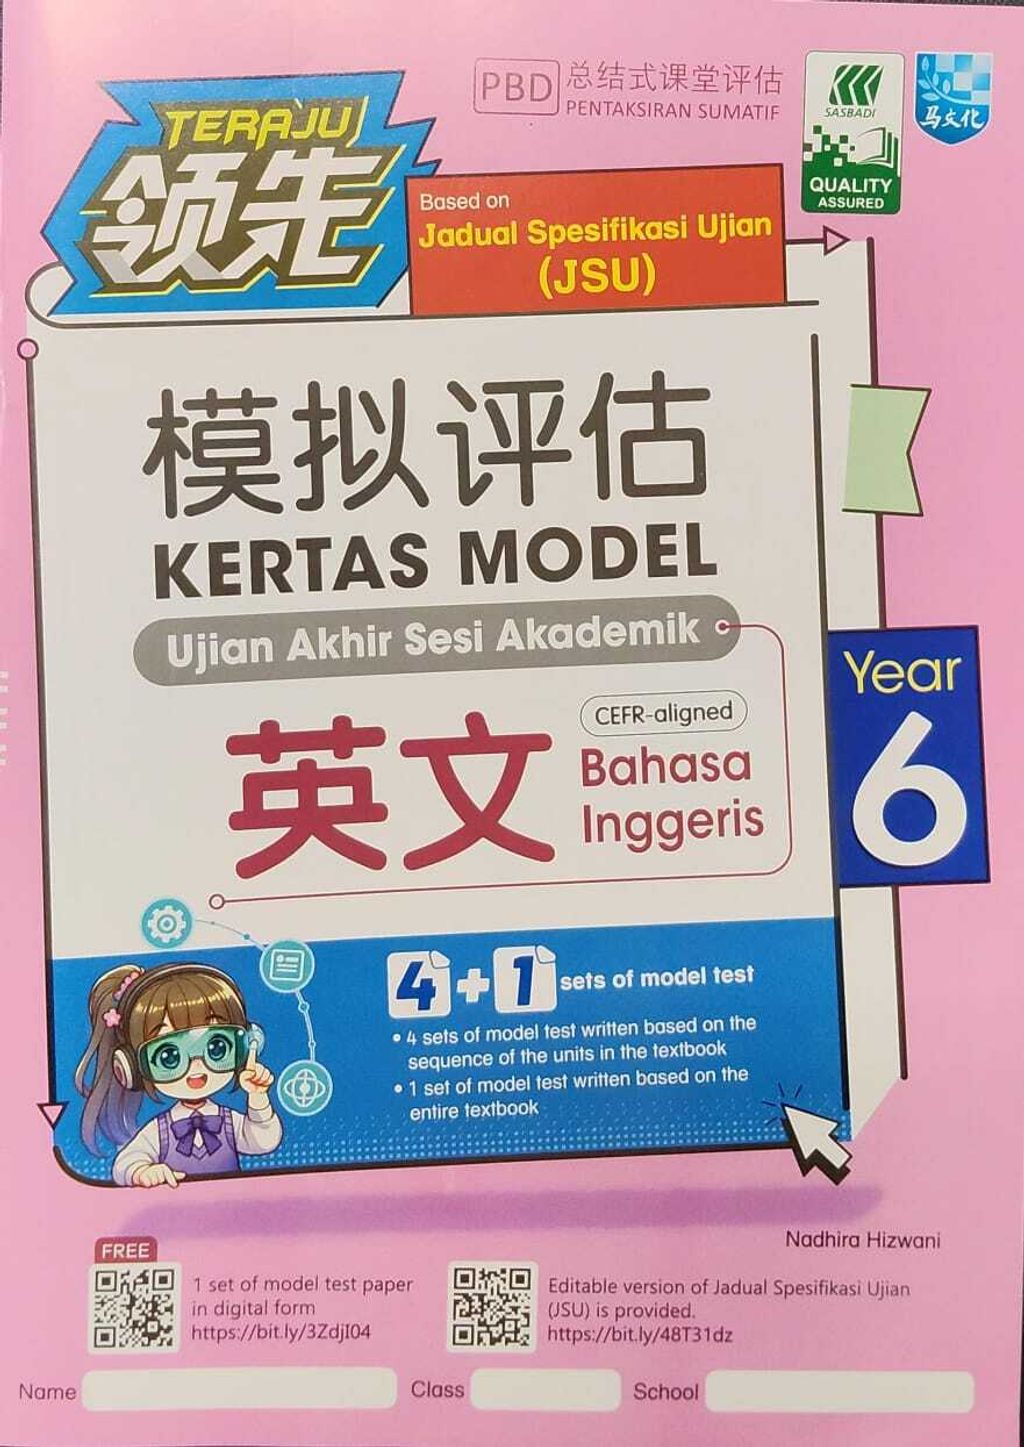 PBD 总结式课堂评估
PENTAKSIRAN SUMATIF
SASBADI
QUALITY
ASSURED
马文化
TERAJU
领先
Based on
Jadual Spesifikasi Ujian
(JSU)
模拟评估
KERTAS MODEL
Ujian Akhir Sesi Akademik
英文
CEFR-aligned
Bahasa
Inggeris
Year
6
4+1 sets of model test
• 4 sets of model test written based on the
sequence of the units in the textbook
• 1 set of model test written based on the
entire textbook
Nadhira Hizwani
FREE
1 set of model test paper
in digital form
https://bit.ly/3ZdjI04
Editable version of Jadual Spesifikasi Ujian
(JSU) is provided.
https://bit.ly/48T31dz
Name
Class
School